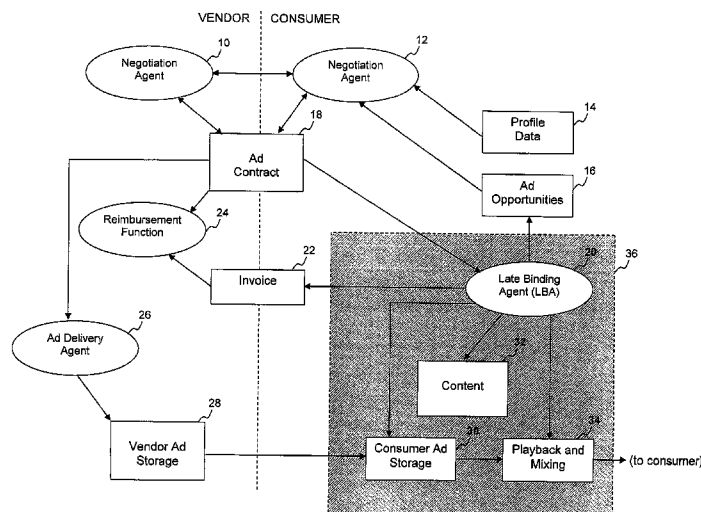 VENDOR
CONSUMER
10
12
Negotiation
Agent
Negotiation
Agent
14
Profile
Data
18
Ad
Contract
16
Ad
Opportunities
Reimbursement
Function
24
22
Invoice
20
36
Late Binding
Agent (LBA)
26
Ad Delivery
Agent
32
Content
28
Vendor Ad
Storage
Consumer Ad
Storage
34
Playback and
Mixing
(to consumer)